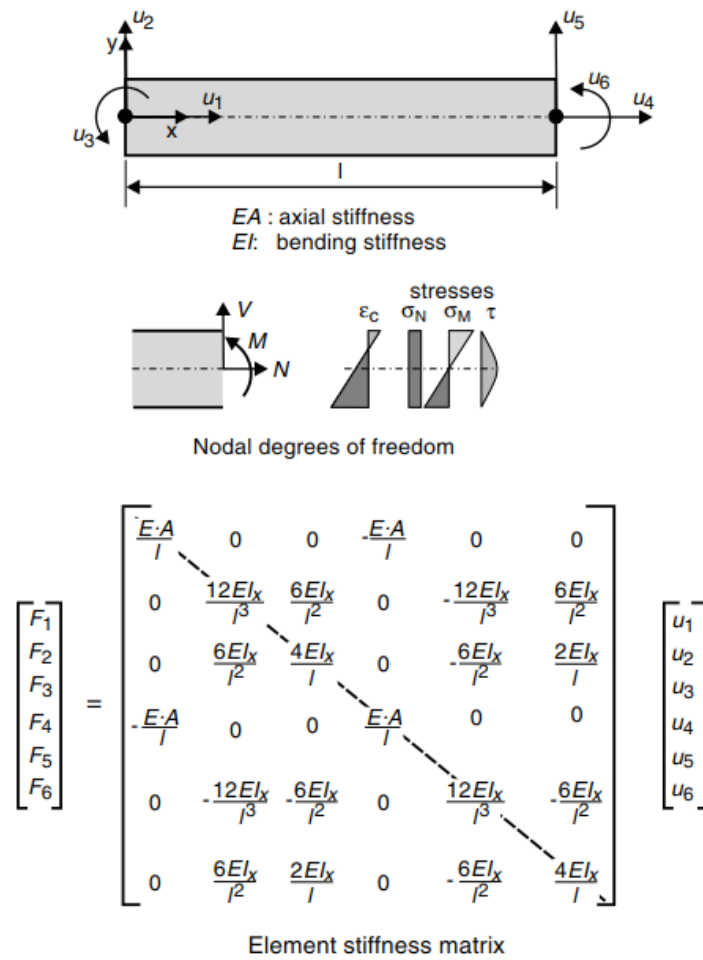 u₂
u₅
y
u₆
u₁
u₄
u₃
x
l
EA : axial stiffness
EI: bending stiffness
stresses
V
ε_c σ_N σ_M τ
M
N
Nodal degrees of freedom
E·A/l 0 0 -E·A/l 0 0
0 12EIₓ/l³ 6EIₓ/l² 0 -12EIₓ/l³ 6EIₓ/l²
F₁ u₁
F₂ 0 6EIₓ/l² 4EIₓ/l 0 -6EIₓ/l² 2EIₓ/l u₂
F₃ u₃
=
F₄ -E·A/l 0 0 E·A/l 0 0 u₄
F₅ u₅
F₆ 0 -12EIₓ/l³ -6EIₓ/l² 0 12EIₓ/l³ -6EIₓ/l² u₆
0 6EIₓ/l² 2EIₓ/l 0 -6EIₓ/l² 4EIₓ/l
Element stiffness matrix